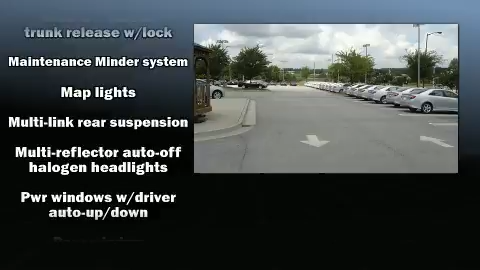 trunk release w/lock
Maintenance Minder system
Map lights
Multi-link rear suspension
Multi-reflector auto-off
halogen headlights
Pwr windows w/driver
auto-up/down